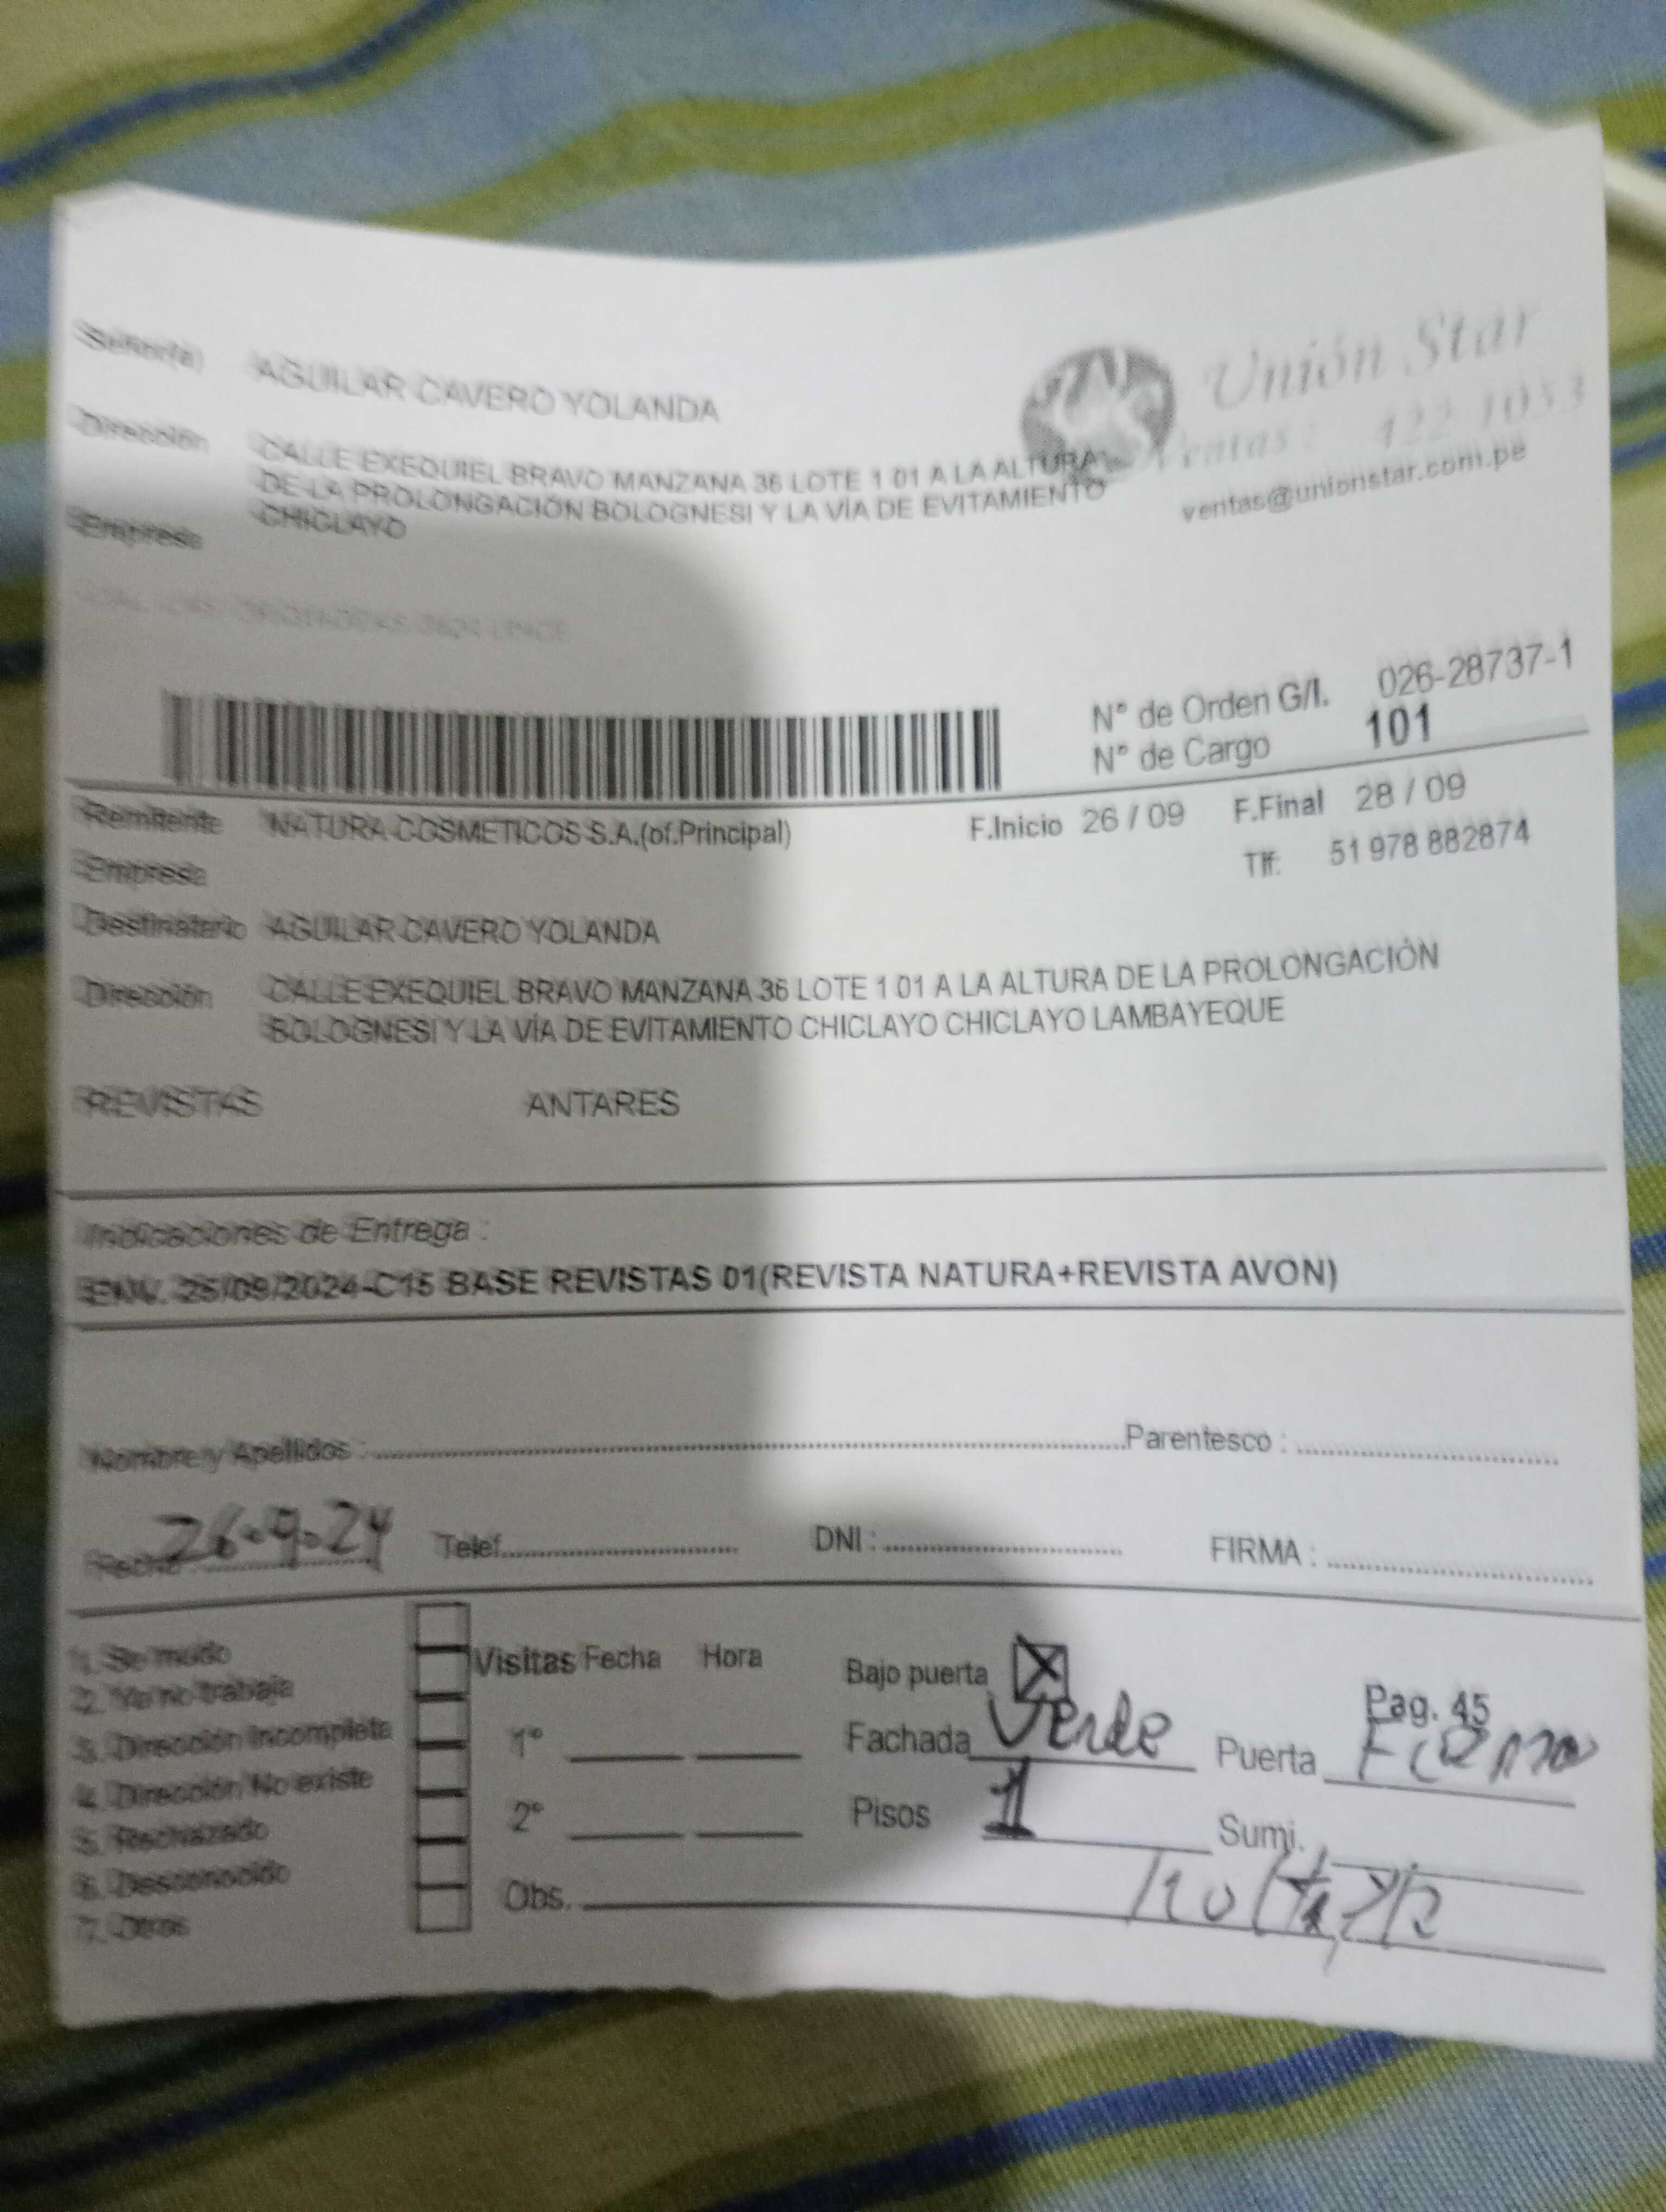 Señor(a) AGUILAR CAVERO YOLANDA
Unión Star
Ventas: 422-1053
ventas@unionstar.com.pe
Dirección CALLE EXEQUIEL BRAVO MANZANA 36 LOTE 1 01 A LA ALTURA
DE LA PROLONGACIÓN BOLOGNESI Y LA VÍA DE EVITAMIENTO
CHICLAYO
Empresa
N° de Orden G/I. 026-28737-1
N° de Cargo 101
Remitente NATURA COSMETICOS S.A.(of.Principal) F.Inicio 26 / 09 F.Final 28 / 09
Empresa Tlf: 51 978 882874
Destinatario AGUILAR CAVERO YOLANDA
Dirección CALLE EXEQUIEL BRAVO MANZANA 36 LOTE 1 01 A LA ALTURA DE LA PROLONGACIÓN
BOLOGNESI Y LA VÍA DE EVITAMIENTO CHICLAYO CHICLAYO LAMBAYEQUE
REVISTAS ANTARES
Indicaciones de Entrega :
ENV. 25/09/2024-C15 BASE REVISTAS 01(REVISTA NATURA+REVISTA AVON)
Nombre y Apellidos : Parentesco :
Fecha : 26-9-24 Telef. DNI : FIRMA :
1. Se mudo
2. Ya no trabaja
3. Dirección Incompleta
4. Dirección No existe
5. Rechazado
6. Desconocido
7. Otros
Visitas Fecha Hora
1°
2°
Obs.
Bajo puerta X
Pag. 45
Fachada Verde Puerta
Pisos 1 Sumi.